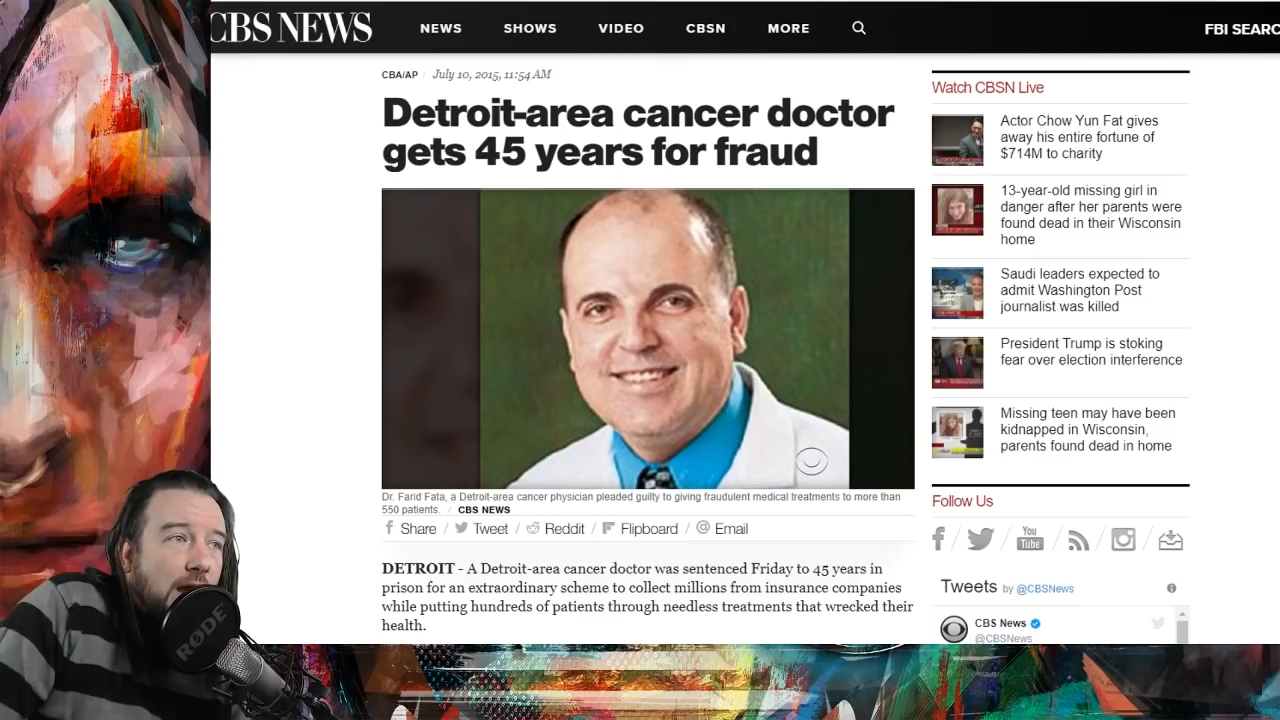 CBS NEWS
NEWS SHOWS VIDEO CBSN MORE
FBI SEARC
CBA/AP / July 10, 2015, 11:54 AM
Detroit-area cancer doctor
gets 45 years for fraud
Dr. Farid Fata, a Detroit-area cancer physician pleaded guilty to giving fraudulent medical treatments to more than
550 patients. / CBS NEWS
Share / Tweet / Reddit / Flipboard / Email
DETROIT - A Detroit-area cancer doctor was sentenced Friday to 45 years in
prison for an extraordinary scheme to collect millions from insurance companies
while putting hundreds of patients through needless treatments that wrecked their
health.
Watch CBSN Live
Actor Chow Yun Fat gives
away his entire fortune of
$714M to charity
13-year-old missing girl in
danger after her parents were
found dead in their Wisconsin
home
Saudi leaders expected to
admit Washington Post
journalist was killed
President Trump is stoking
fear over election interference
Missing teen may have been
kidnapped in Wisconsin,
parents found dead in home
Follow Us
You
Tube
Tweets by @CBSNews
CBS News
@CBSNews
RØDE